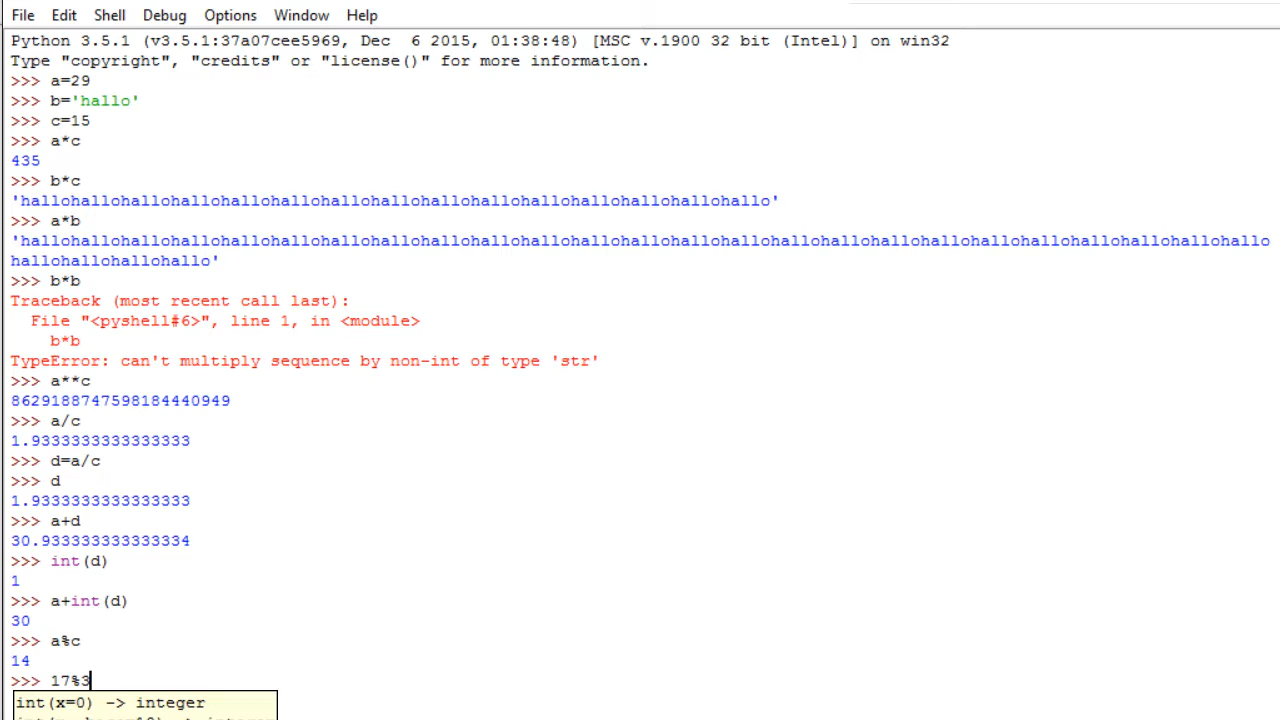 File Edit Shell Debug Options Window Help
Python 3.5.1 (v3.5.1:37a07cee5969, Dec  6 2015, 01:38:48) [MSC v.1900 32 bit (Intel)] on win32
Type "copyright", "credits" or "license()" for more information.
>>> a=29
>>> b='hallo'
>>> c=15
>>> a*c
435
>>> b*c
'hallohallohallohallohallohallohallohallohallohallohallohallohallohallohallo'
>>> a*b
'hallohallohallohallohallohallohallohallohallohallohallohallohallohallohallohallohallohallohallohallohallohallohallohallohallo
hallohallohallohallo'
>>> b*b
Traceback (most recent call last):
  File "<pyshell#6>", line 1, in <module>
    b*b
TypeError: can't multiply sequence by non-int of type 'str'
>>> a**c
8629188747598184440949
>>> a/c
1.9333333333333333
>>> d=a/c
>>> d
1.9333333333333333
>>> a+d
30.933333333333334
>>> int(d)
1
>>> a+int(d)
30
>>> a%c
14
>>> 17%3
int(x=0) -> integer